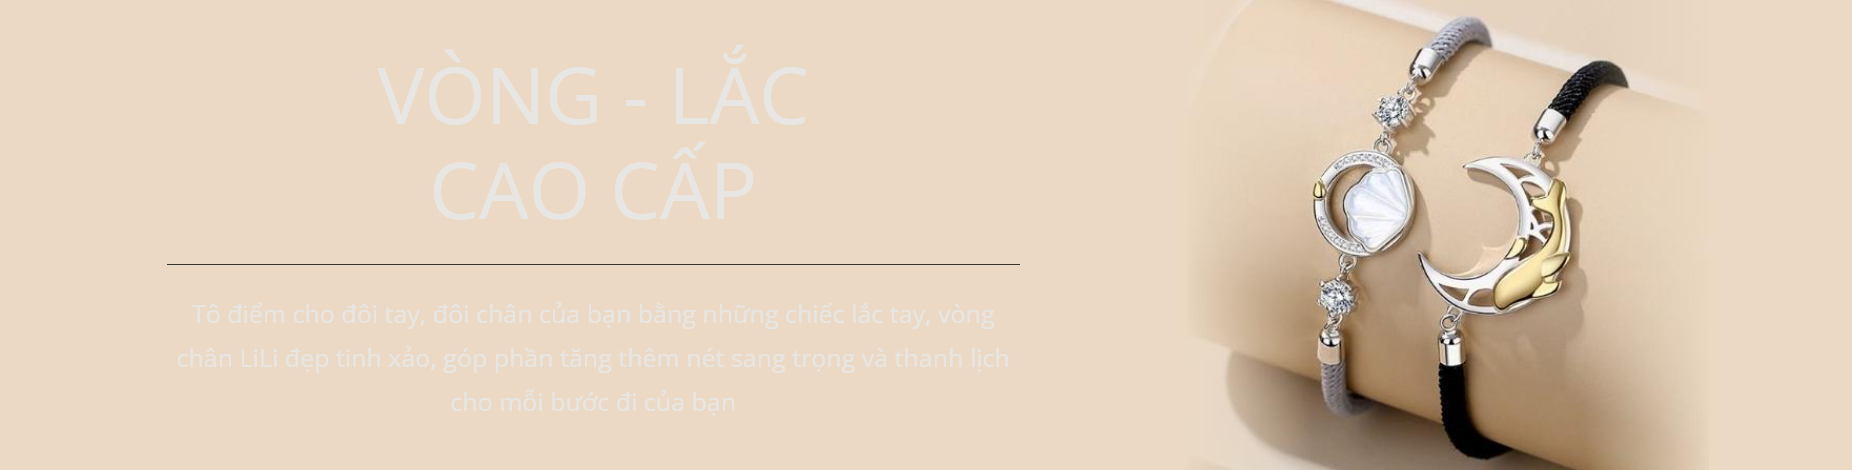 VÒNG - LẮC
CAO CẤP
Tô điểm cho đôi tay, đôi chân của bạn bằng những chiếc lắc tay, vòng
chân LiLi đẹp tinh xảo, góp phần tăng thêm nét sang trọng và thanh lịch
cho mỗi bước đi của bạn